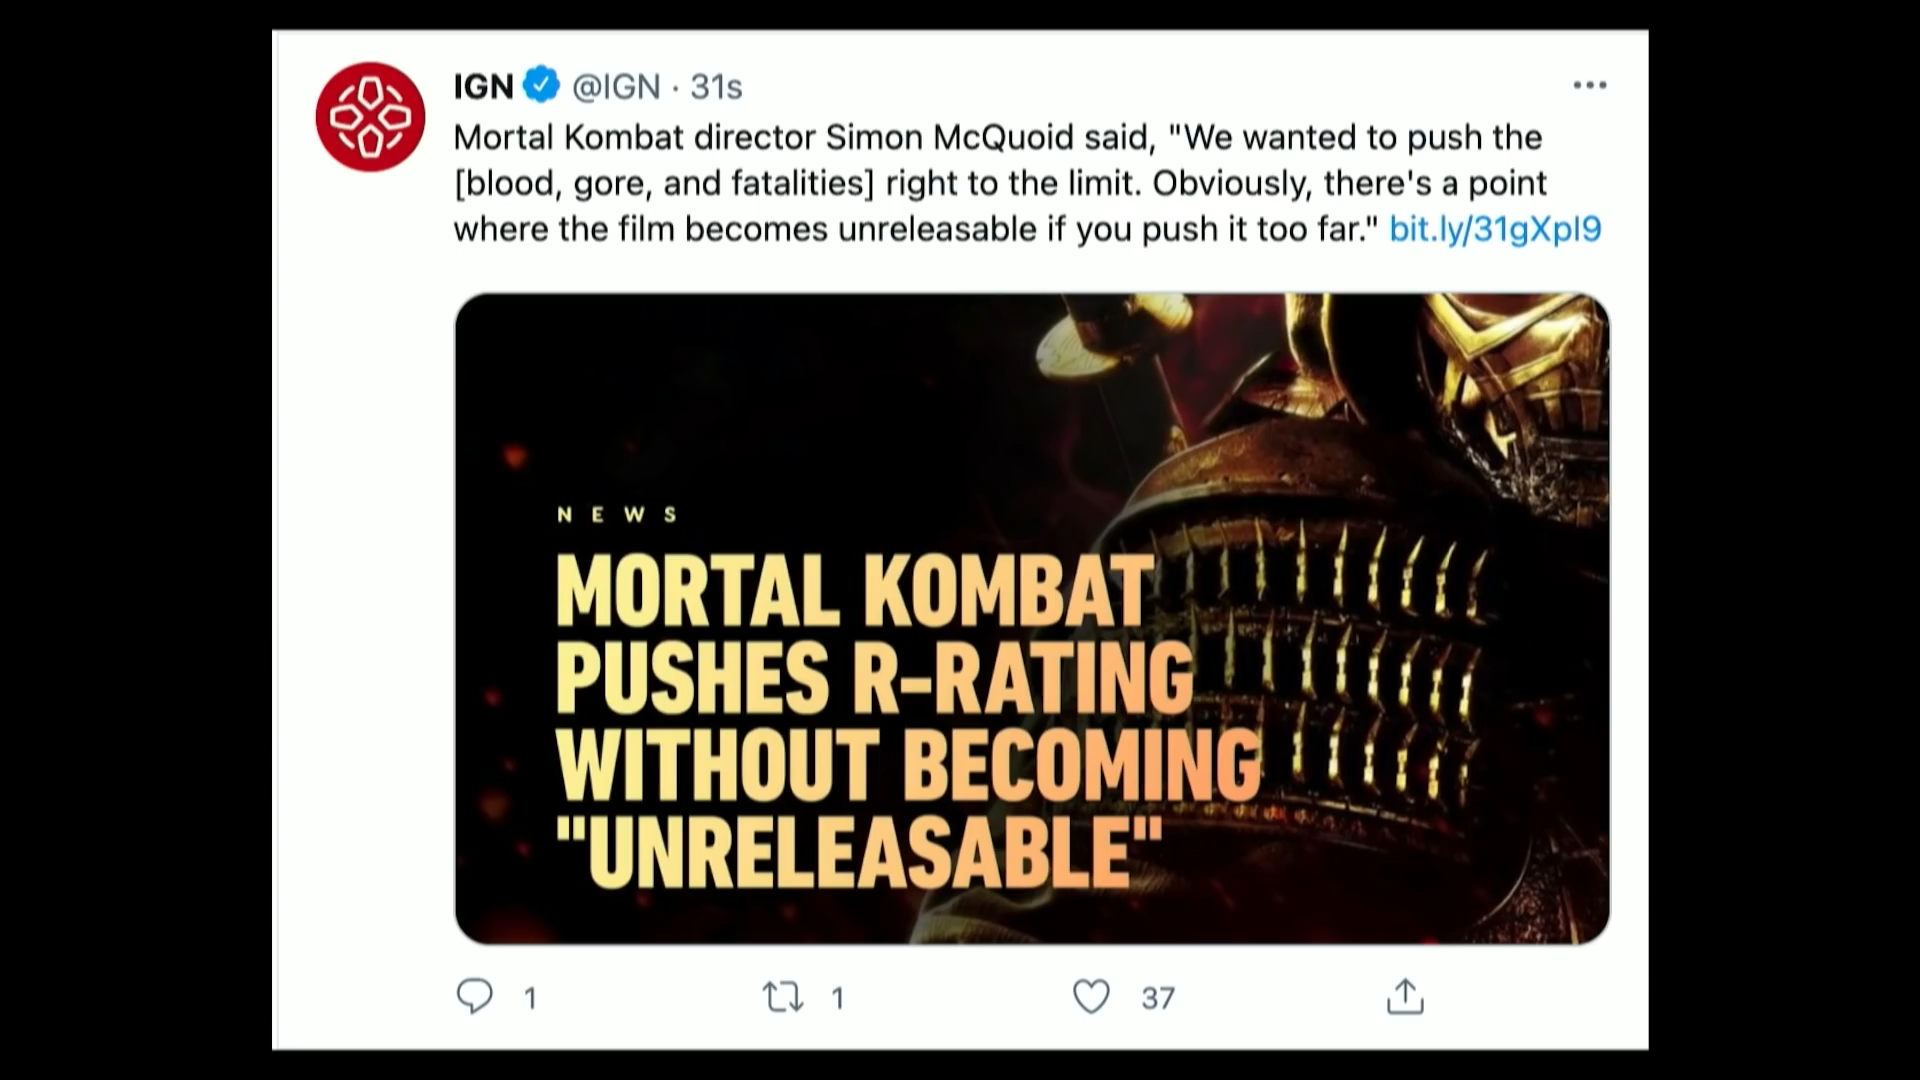 IGN @IGN · 31s
Mortal Kombat director Simon McQuoid said, "We wanted to push the
[blood, gore, and fatalities] right to the limit. Obviously, there's a point
where the film becomes unreleasable if you push it too far." bit.ly/31gXpI9
NEWS
MORTAL KOMBAT
PUSHES R-RATING
WITHOUT BECOMING
"UNRELEASABLE"
1 1 37